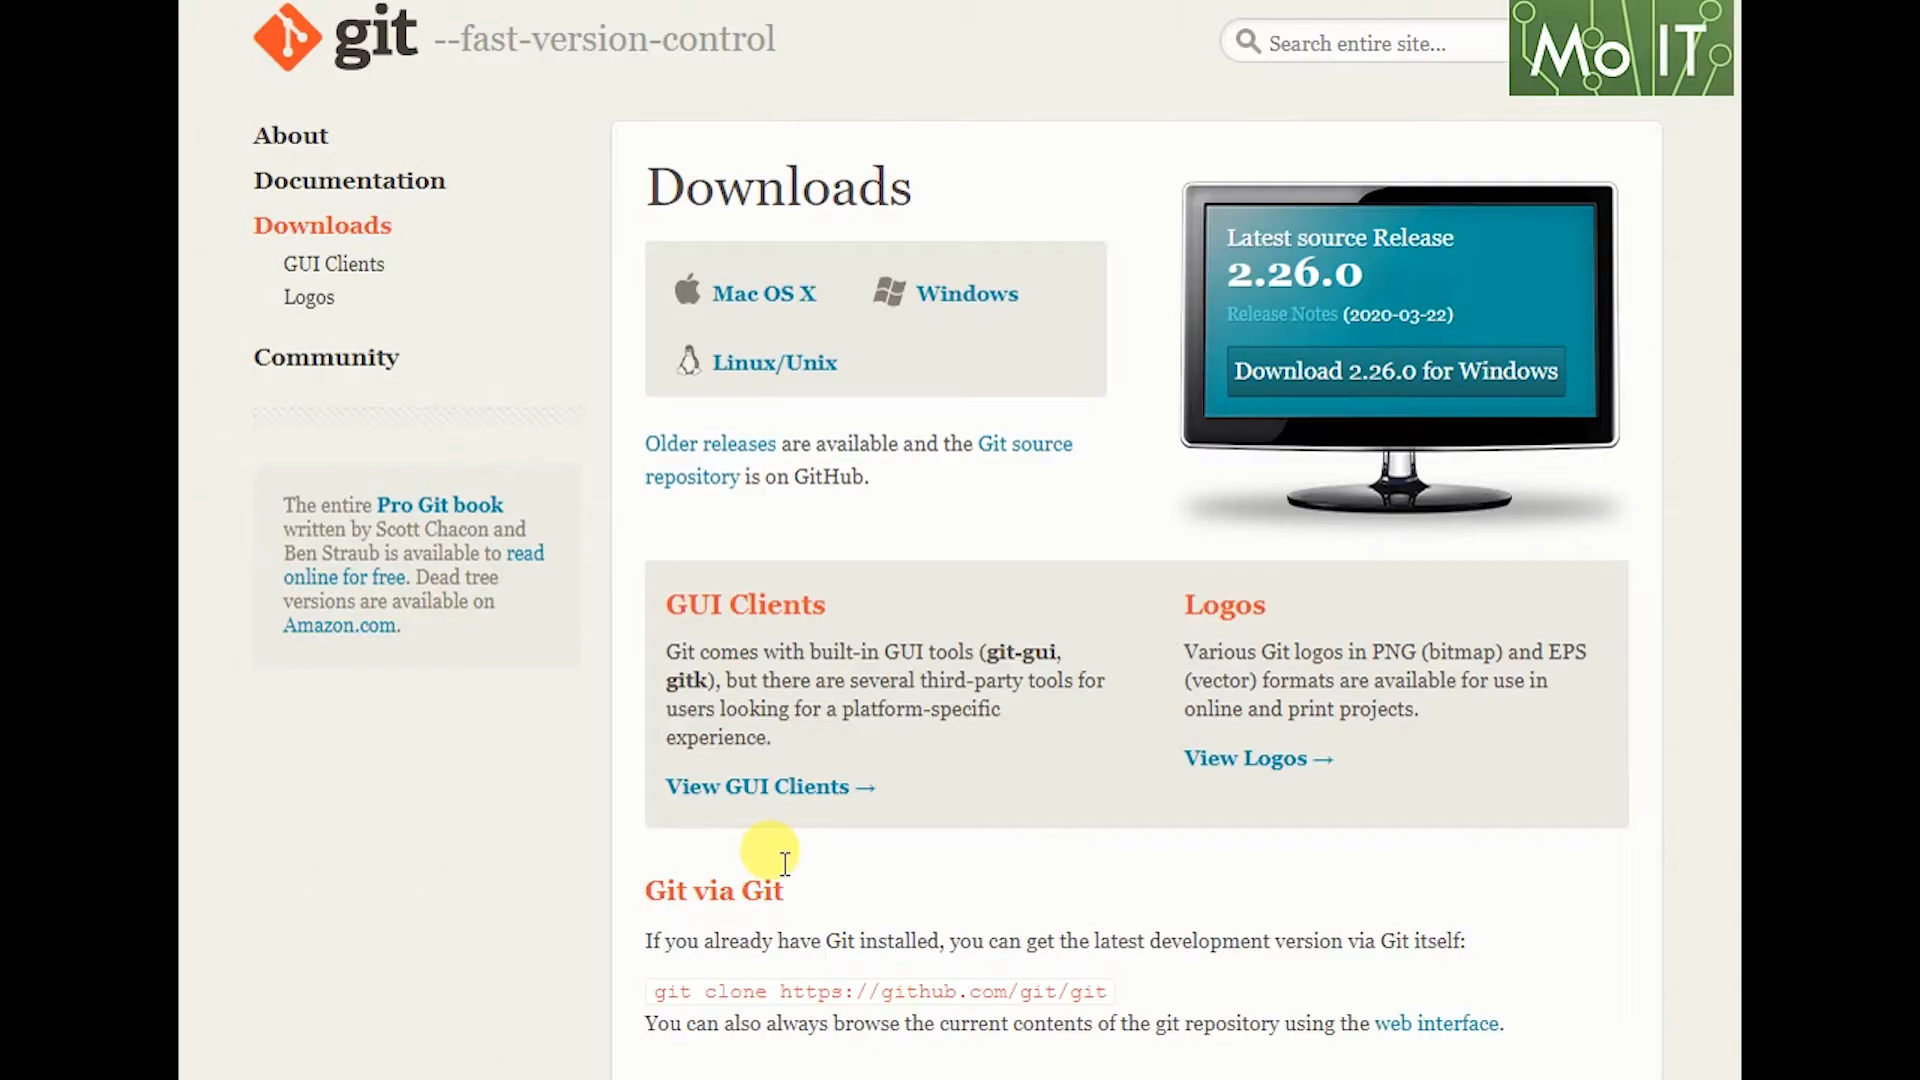 git --fast-version-control
Search entire site...
Mo IT
About
Documentation
Downloads
GUI Clients
Logos
Community
The entire Pro Git book
written by Scott Chacon and
Ben Straub is available to read
online for free. Dead tree
versions are available on
Amazon.com.
Downloads
Mac OS X
Windows
Linux/Unix
Older releases are available and the Git source
repository is on GitHub.
Latest source Release
2.26.0
Release Notes (2020-03-22)
Download 2.26.0 for Windows
GUI Clients
Git comes with built-in GUI tools (git-gui,
gitk), but there are several third-party tools for
users looking for a platform-specific
experience.
View GUI Clients →
Logos
Various Git logos in PNG (bitmap) and EPS
(vector) formats are available for use in
online and print projects.
View Logos →
Git via Git
If you already have Git installed, you can get the latest development version via Git itself:
git clone https://github.com/git/git
You can also always browse the current contents of the git repository using the web interface.